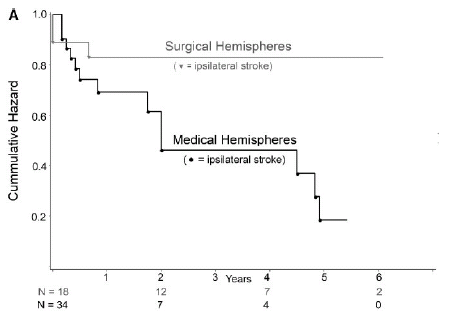 A
1.0
Surgical Hemispheres
(▼ = ipsilateral stroke)
0.8
Cummulative Hazard
0.6
Medical Hemispheres
(● = ipsilateral stroke)
0.4
0.2
1 2 3 Years 4 5 6
N = 18 12 7 2
N = 34 7 4 0